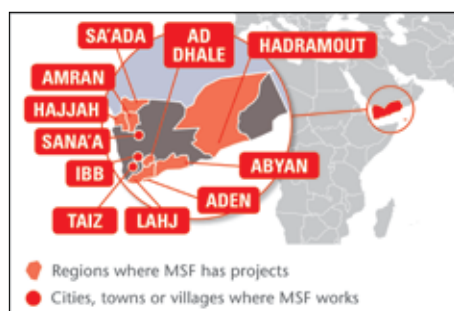 SA'ADA
AD
DHALE
HADRAMOUT
AMRAN
HAJJAH
SANA'A
IBB
ABYAN
ADEN
TAIZ
LAHJ
Regions where MSF has projects
Cities, towns or villages where MSF works